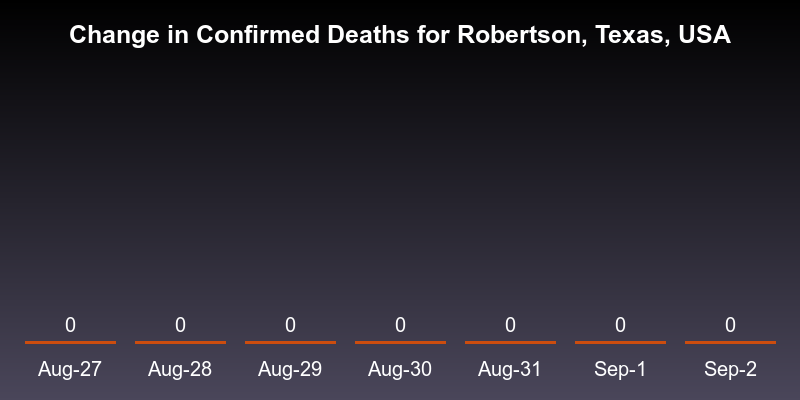 Change in Confirmed Deaths for Robertson, Texas, USA
0 0 0 0 0 0 0
Aug-27 Aug-28 Aug-29 Aug-30 Aug-31 Sep-1 Sep-2